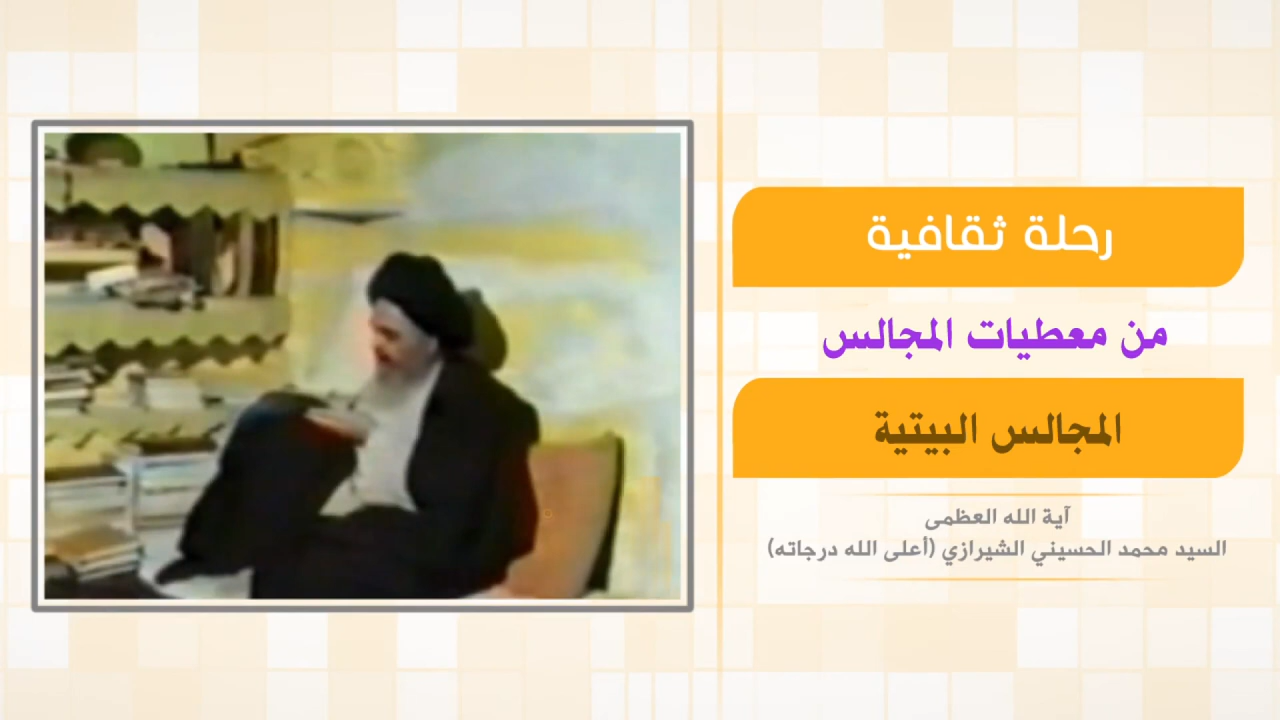 رحلة ثقافية
من معطيات المجالس
المجالس البيتية
آية الله العظمى
السيد محمد الحسيني الشيرازي (أعلى الله درجاته)